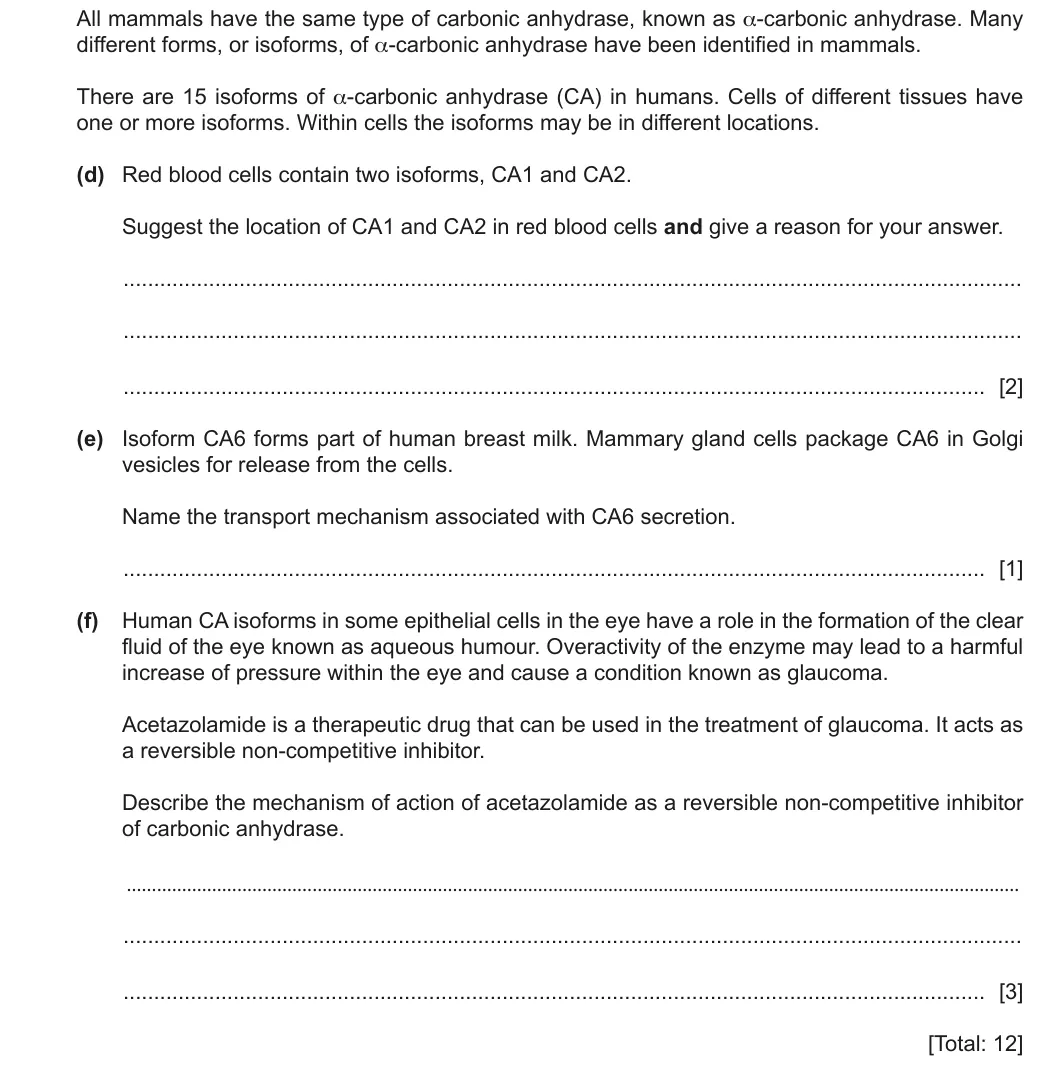 All mammals have the same type of carbonic anhydrase, known as α-carbonic anhydrase. Many
different forms, or isoforms, of α-carbonic anhydrase have been identified in mammals.
There are 15 isoforms of α-carbonic anhydrase (CA) in humans. Cells of different tissues have
one or more isoforms. Within cells the isoforms may be in different locations.
(d) Red blood cells contain two isoforms, CA1 and CA2.
Suggest the location of CA1 and CA2 in red blood cells and give a reason for your answer.
[2]
(e) Isoform CA6 forms part of human breast milk. Mammary gland cells package CA6 in Golgi
vesicles for release from the cells.
Name the transport mechanism associated with CA6 secretion.
[1]
(f) Human CA isoforms in some epithelial cells in the eye have a role in the formation of the clear
fluid of the eye known as aqueous humour. Overactivity of the enzyme may lead to a harmful
increase of pressure within the eye and cause a condition known as glaucoma.
Acetazolamide is a therapeutic drug that can be used in the treatment of glaucoma. It acts as
a reversible non-competitive inhibitor.
Describe the mechanism of action of acetazolamide as a reversible non-competitive inhibitor
of carbonic anhydrase.
[3]
[Total: 12]